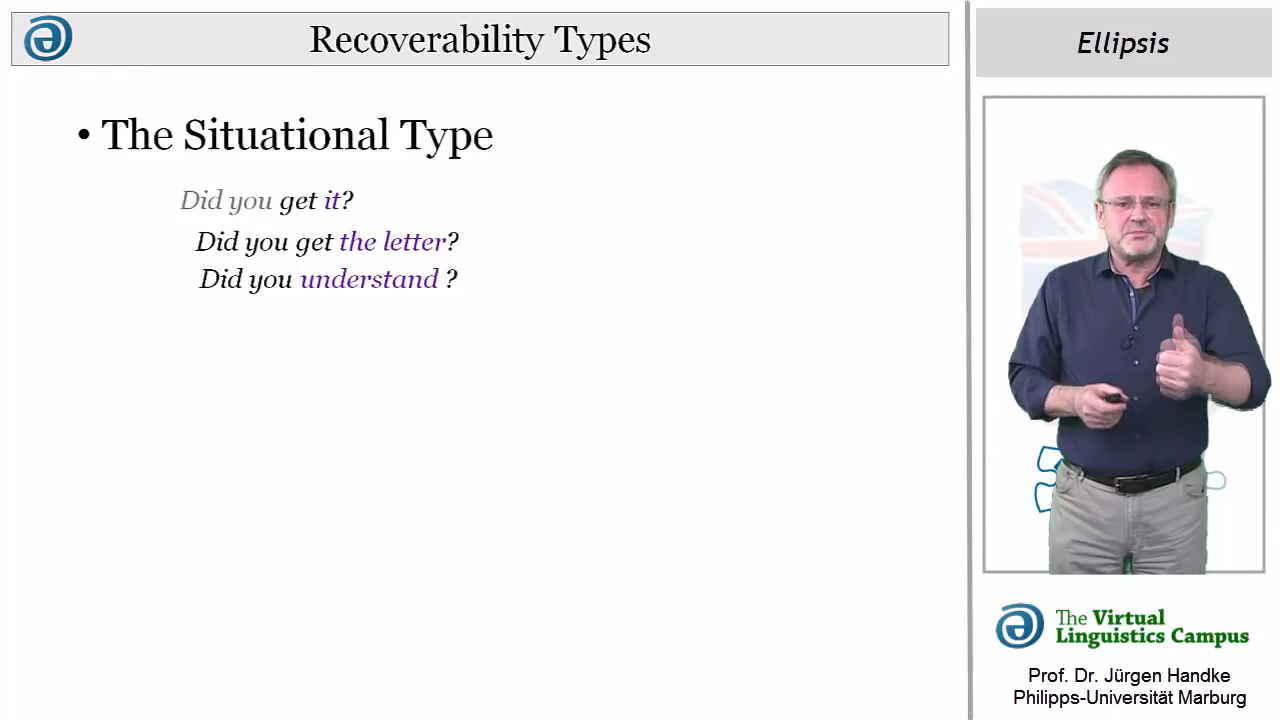 Recoverability Types
Ellipsis
• The Situational Type
Did you get it?
Did you get the letter?
Did you understand ?
The Virtual
Linguistics Campus
Prof. Dr. Jürgen Handke
Philipps-Universität Marburg